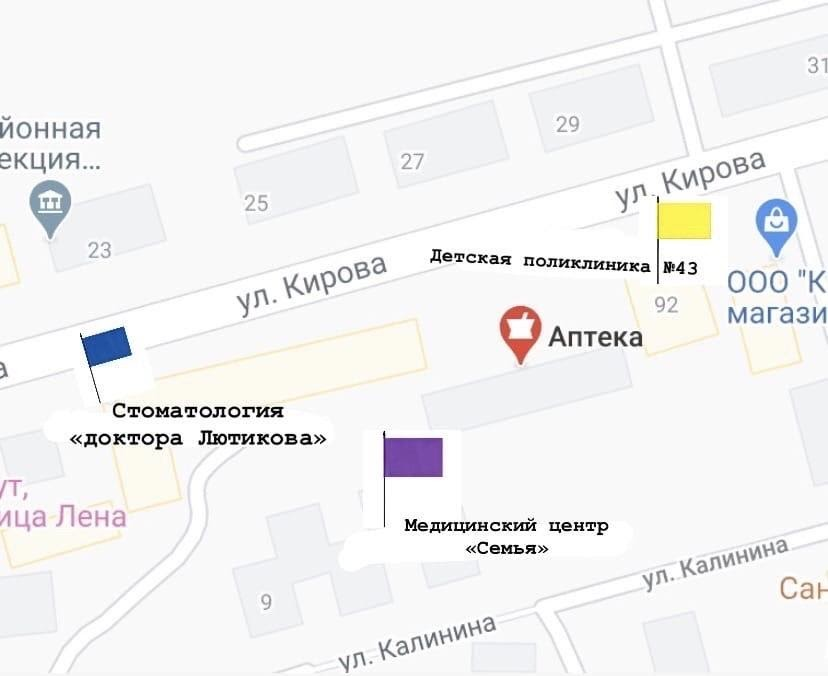 31
29
йонная
екция...
27
ул. Кирова
25
23
Детская поликлиника №43
ул. Кирова
ООО "К
магази
92
Аптека
а
Стоматология
«доктора Лютикова»
ут,
ица Лена
Медицинский центр
«Семья»
ул. Калинина
Сан
9
ул. Калинина